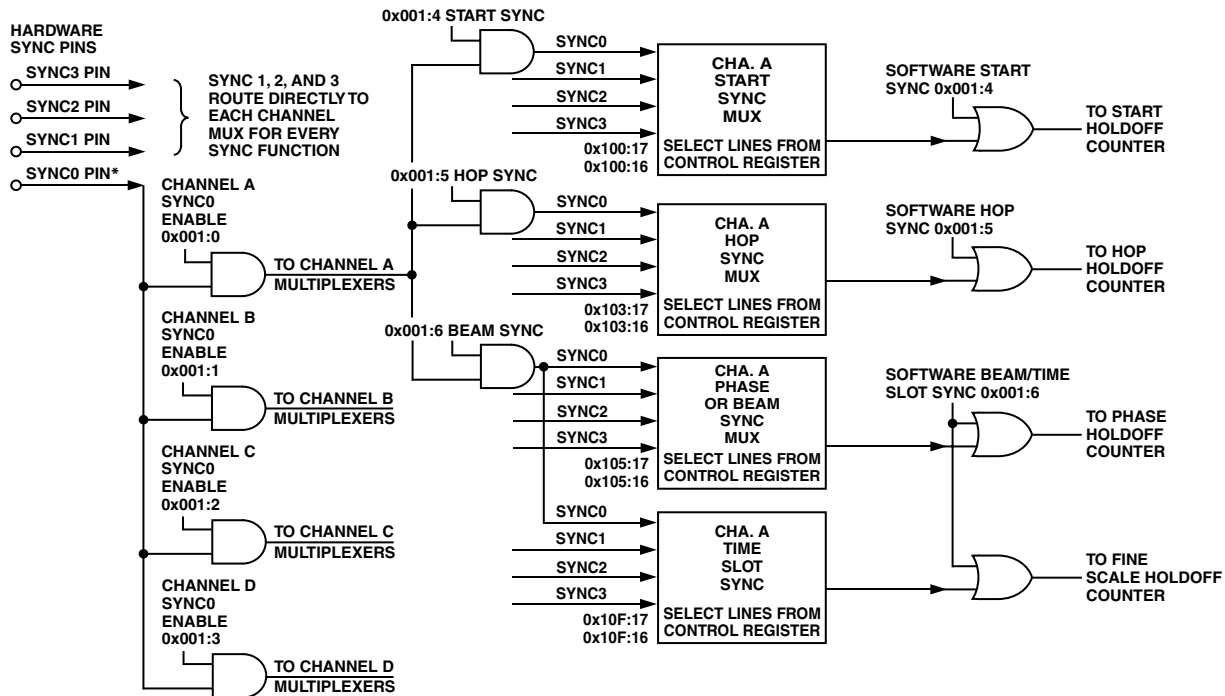 HARDWARE
SYNC PINS
SYNC3 PIN
SYNC2 PIN
SYNC1 PIN
SYNC0 PIN*
SYNC 1, 2, AND 3
ROUTE DIRECTLY TO
EACH CHANNEL
MUX FOR EVERY
SYNC FUNCTION
CHANNEL A
SYNC0
ENABLE
0x001:0
TO CHANNEL A
MULTIPLEXERS
CHANNEL B
SYNC0
ENABLE
0x001:1
TO CHANNEL B
MULTIPLEXERS
CHANNEL C
SYNC0
ENABLE
0x001:2
TO CHANNEL C
MULTIPLEXERS
CHANNEL D
SYNC0
ENABLE
0x001:3
TO CHANNEL D
MULTIPLEXERS
0x001:4 START SYNC
SYNC0
SYNC1
SYNC2
SYNC3
0x100:17
0x100:16
CHA. A
START
SYNC
MUX
SELECT LINES FROM
CONTROL REGISTER
SOFTWARE START
SYNC 0x001:4
TO START
HOLDOFF
COUNTER
0x001:5 HOP SYNC
SYNC0
SYNC1
SYNC2
SYNC3
0x103:17
0x103:16
CHA. A
HOP
SYNC
MUX
SELECT LINES FROM
CONTROL REGISTER
SOFTWARE HOP
SYNC 0x001:5
TO HOP
HOLDOFF
COUNTER
0x001:6 BEAM SYNC
SYNC0
SYNC1
SYNC2
SYNC3
0x105:17
0x105:16
CHA. A
PHASE
OR BEAM
SYNC
MUX
SELECT LINES FROM
CONTROL REGISTER
SOFTWARE BEAM/TIME
SLOT SYNC 0x001:6
TO PHASE
HOLDOFF
COUNTER
SYNC0
SYNC1
SYNC2
SYNC3
0x10F:17
0x10F:16
CHA. A
TIME
SLOT
SYNC
SELECT LINES FROM
CONTROL REGISTER
TO FINE
SCALE HOLDOFF
COUNTER